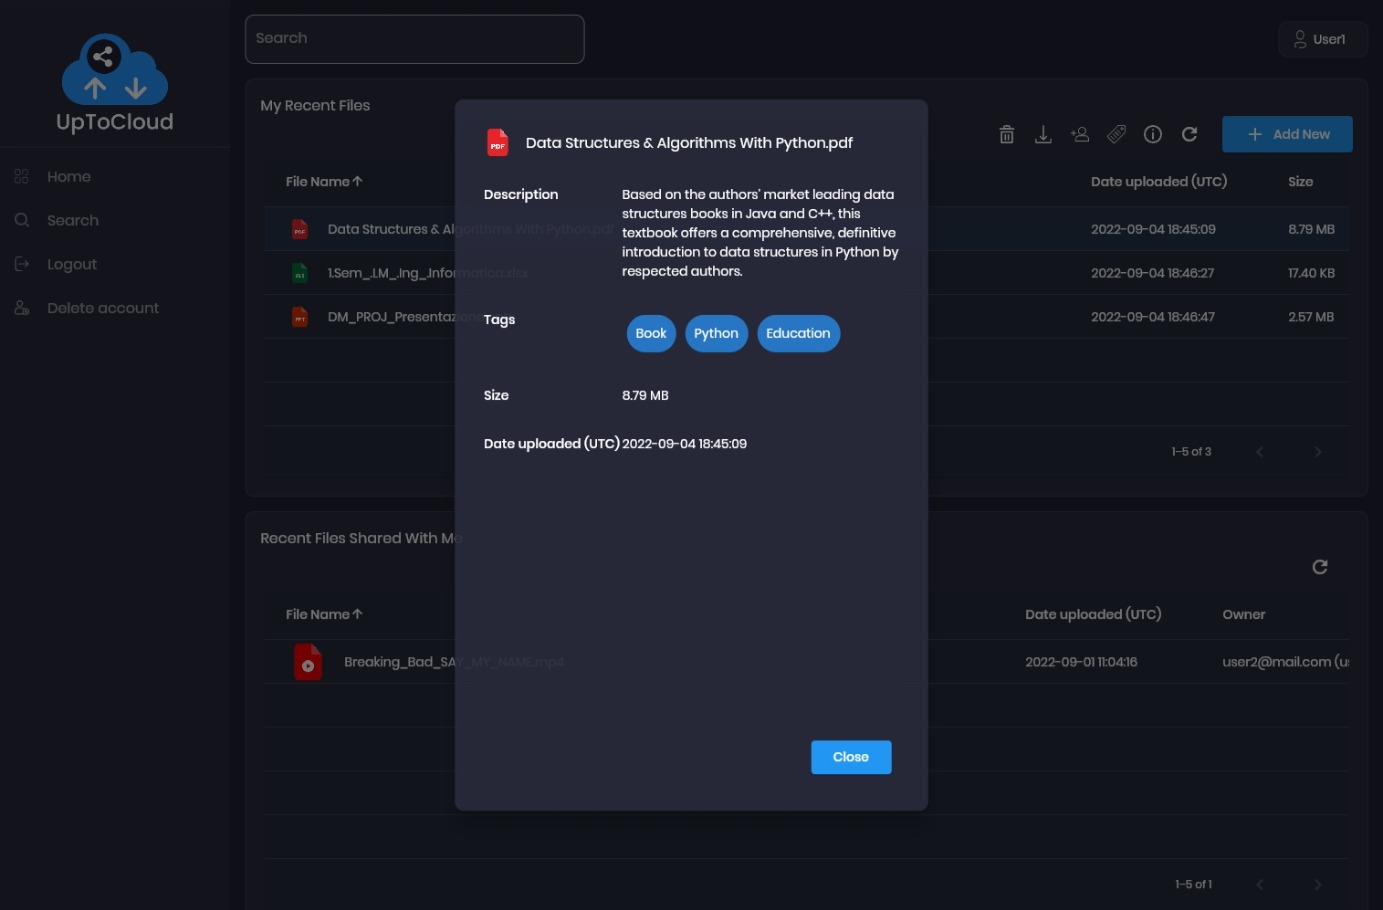 Search
User1
UpToCloud
Home
Search
Logout
Delete account
My Recent Files
Add New
File Name
Date uploaded (UTC)
Size
PDF
Data Structures & Algorithms With Python.pdf
2022-09-04 18:45:09
8.79 MB
XLS
1.Sem_.I.M_.Ing_Informatica.xlsx
2022-09-04 18:46:27
17.40 KB
PPT
DM_PROJ_Presentazione
2022-09-04 18:46:47
2.57 MB
1–5 of 3
PDF
Data Structures & Algorithms With Python.pdf
Description
Based on the authors' market leading data
structures books in Java and C++, this
textbook offers a comprehensive, definitive
introduction to data structures in Python by
respected authors.
Tags
Book
Python
Education
Size
8.79 MB
Date uploaded (UTC)
2022-09-04 18:45:09
Close
Recent Files Shared With Me
File Name
Date uploaded (UTC)
Owner
Breaking_Bad_SAY_MY_NAME.mp4
2022-09-01 11:04:16
user2@mail.com (us
1–5 of 1